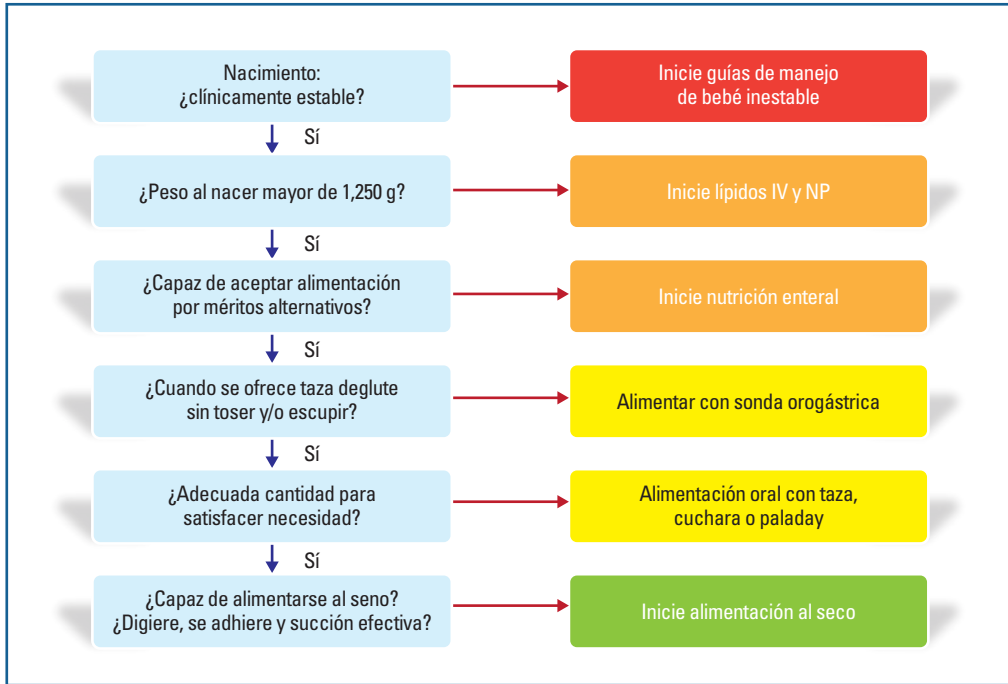 Nacimiento:
¿clínicamente estable?
Inicie guías de manejo
de bebé inestable
Sí
¿Peso al nacer mayor de 1,250 g?
Inicie lípidos IV y NP
Sí
¿Capaz de aceptar alimentación
por méritos alternativos?
Inicie nutrición enteral
Sí
¿Cuando se ofrece taza deglute
sin toser y/o escupir?
Alimentar con sonda orogástrica
Sí
¿Adecuada cantidad para
satisfacer necesidad?
Alimentación oral con taza,
cuchara o paladay
Sí
¿Capaz de alimentarse al seno?
¿Digiere, se adhiere y succión efectiva?
Inicie alimentación al seco